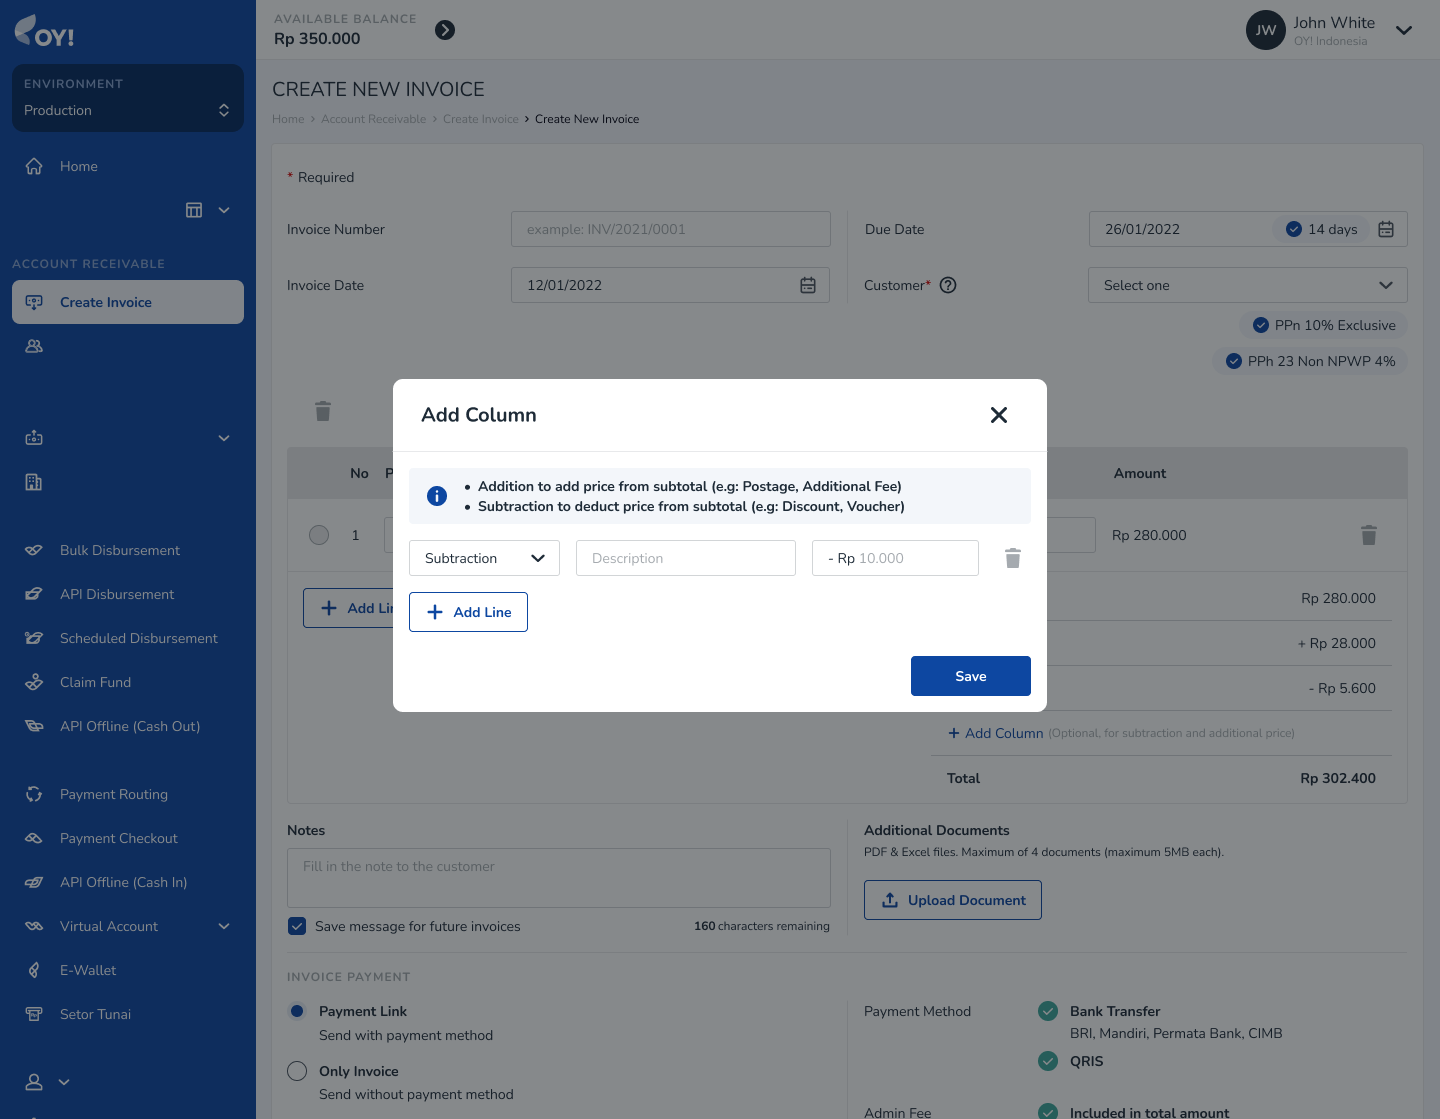 OY!
ENVIRONMENT
Production
Home
ACCOUNT RECEIVABLE
Create Invoice
Bulk Disbursement
API Disbursement
Scheduled Disbursement
Claim Fund
API Offline (Cash Out)
Payment Routing
Payment Checkout
API Offline (Cash In)
Virtual Account
E-Wallet
Setor Tunai
AVAILABLE BALANCE
Rp 350.000
JW
John White
OY! Indonesia
CREATE NEW INVOICE
Home > Account Receivable > Create Invoice > Create New Invoice
* Required
Invoice Number
example: INV/2021/0001
Due Date
26/01/2022
14 days
Invoice Date
12/01/2022
Customer*
Select one
PPn 10% Exclusive
PPh 23 Non NPWP 4%
No
P
Amount
1
Rp 280.000
Add Lin
Add Column
• Addition to add price from subtotal (e.g: Postage, Additional Fee)
• Subtraction to deduct price from subtotal (e.g: Discount, Voucher)
Subtraction
Description
- Rp 10.000
Add Line
Save
Rp 280.000
+ Rp 28.000
- Rp 5.600
+ Add Column (Optional, for subtraction and additional price)
Total
Rp 302.400
Notes
Fill in the note to the customer
Save message for future invoices
160 characters remaining
Additional Documents
PDF & Excel files. Maximum of 4 documents (maximum 5MB each).
Upload Document
INVOICE PAYMENT
Payment Link
Send with payment method
Only Invoice
Send without payment method
Payment Method
Bank Transfer
BRI, Mandiri, Permata Bank, CIMB
QRIS
Admin Fee
Included in total amount